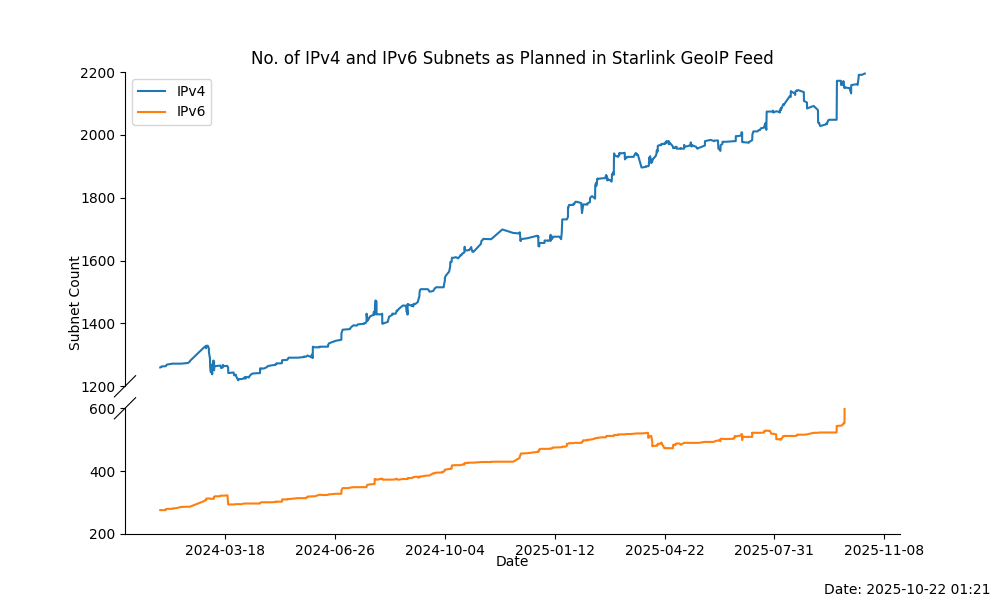 No. of IPv4 and IPv6 Subnets as Planned in Starlink GeoIP Feed
IPv4
IPv6
Subnet Count
2200
2000
1800
1600
1400
1200
600
400
200
2024-03-18 2024-06-26 2024-10-04 2025-01-12 2025-04-22 2025-07-31 2025-11-08
Date
Date: 2025-10-22 01:21